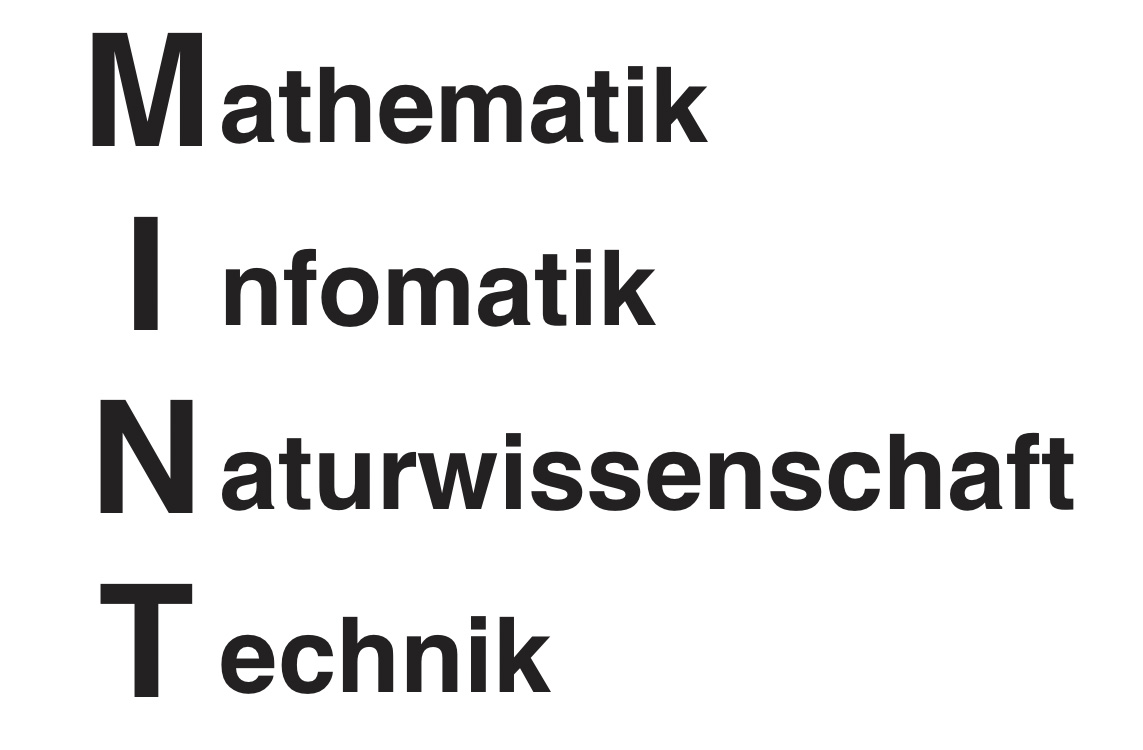 Mathematik
Infomatik
Naturwissenschaft
Technik